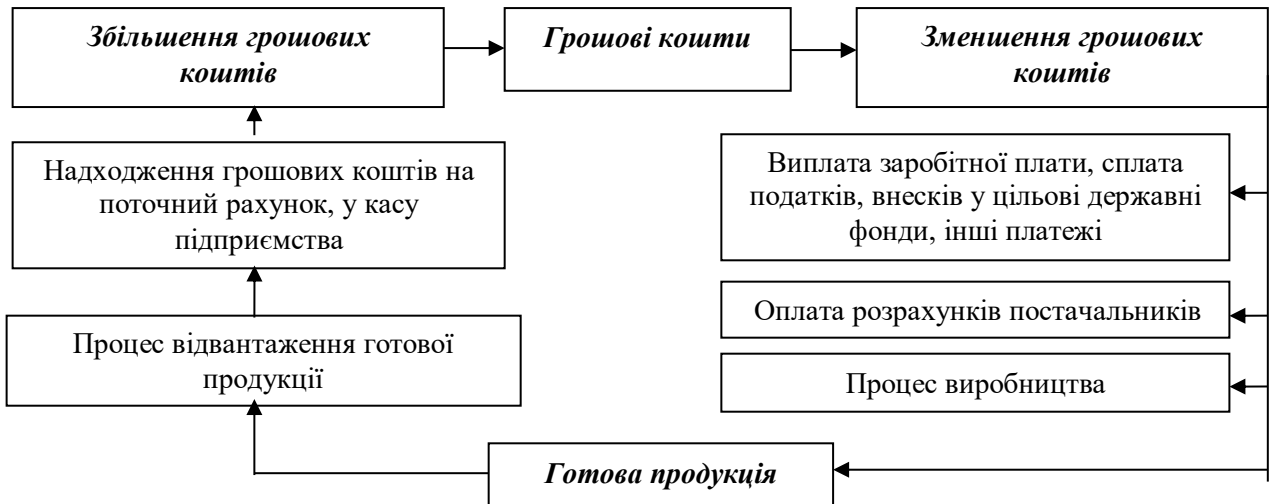 Збільшення грошових
коштів
Грошові кошти
Зменшення грошових
коштів
Надходження грошових коштів на
поточний рахунок, у касу
підприємства
Виплата заробітної плати, сплата
податків, внесків у цільові державні
фонди, інші платежі
Оплата розрахунків постачальників
Процес відвантаження готової
продукції
Процес виробництва
Готова продукція